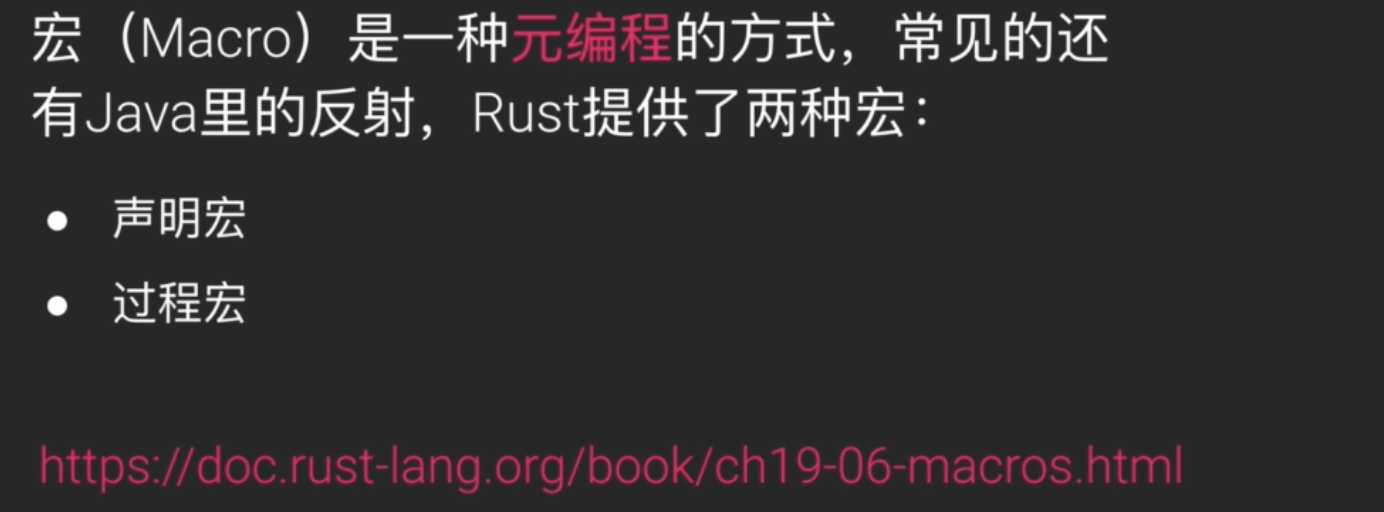 宏（Macro）是一种元编程的方式，常见的还
有Java里的反射，Rust提供了两种宏：
● 声明宏
● 过程宏
https://doc.rust-lang.org/book/ch19-06-macros.html